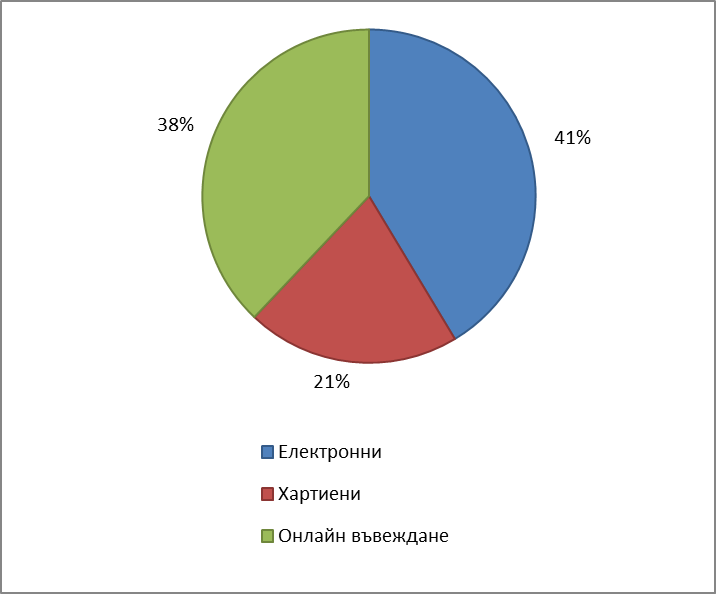 38%
41%
21%
Електронни
Хартиени
Онлайн въвеждане